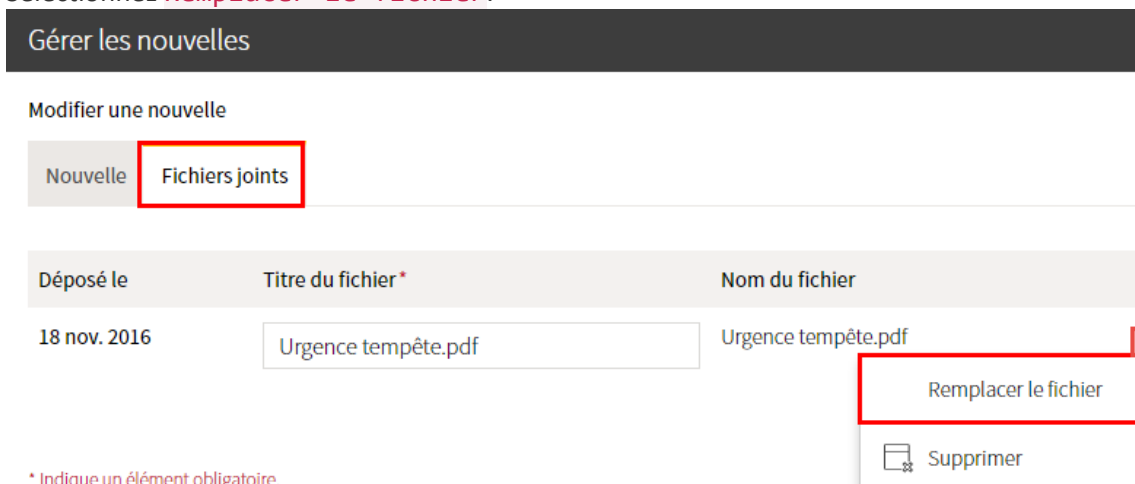 Gérer les nouvelles
Modifier une nouvelle
Nouvelle Fichiers joints
Déposé le Titre du fichier * Nom du fichier
18 nov. 2016 Urgence tempête.pdf Urgence tempête.pdf
Remplacer le fichier
Supprimer
* Indique un élément obligatoire